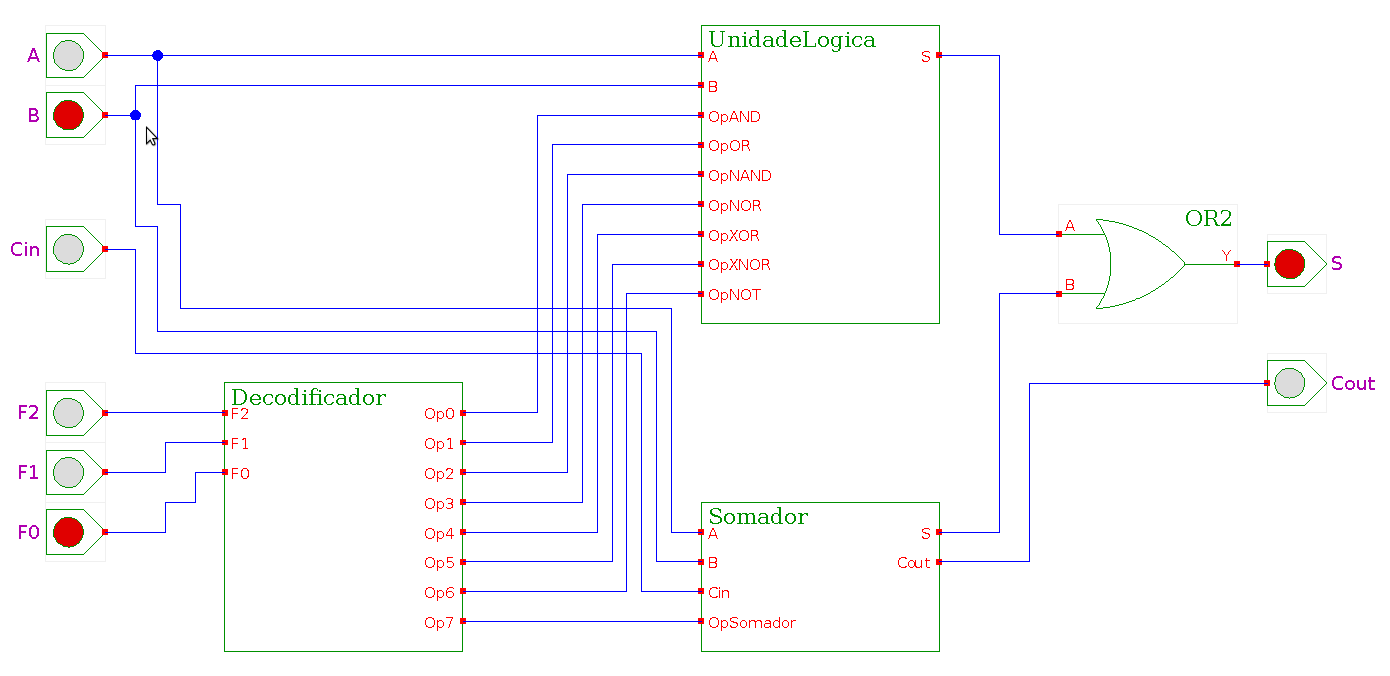 A
B
Cin
F2
F1
F0
Decodificador
F2
F1
F0
Op0
Op1
Op2
Op3
Op4
Op5
Op6
Op7
UnidadeLogica
A
B
OpAND
OpOR
OpNAND
OpNOR
OpXOR
OpXNOR
OpNOT
S
Somador
A
B
Cin
OpSomador
S
Cout
OR2
A
B
Y
S
Cout